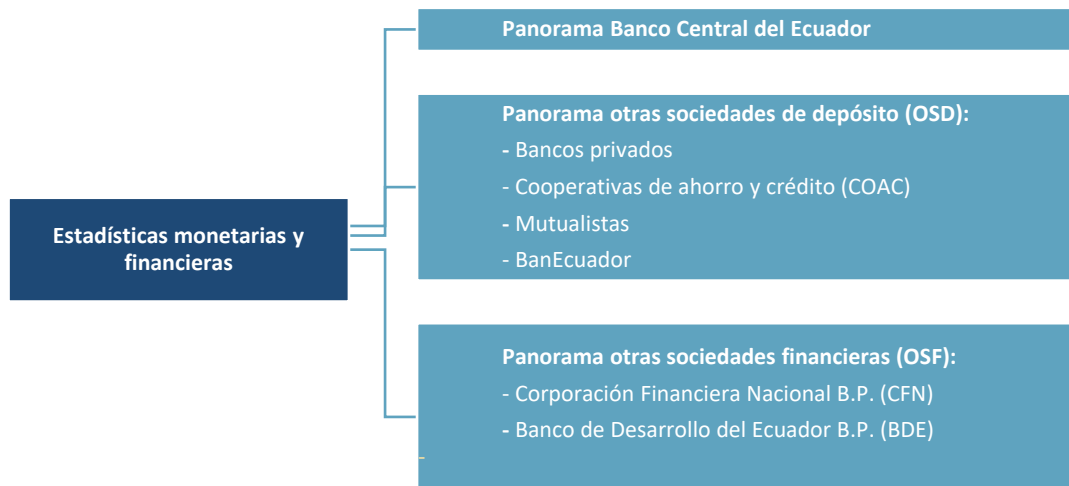 Estadísticas monetarias y
financieras
Panorama Banco Central del Ecuador
Panorama otras sociedades de depósito (OSD):
- Bancos privados
- Cooperativas de ahorro y crédito (COAC)
- Mutualistas
- BanEcuador
Panorama otras sociedades financieras (OSF):
- Corporación Financiera Nacional B.P. (CFN)
- Banco de Desarrollo del Ecuador B.P. (BDE)
-